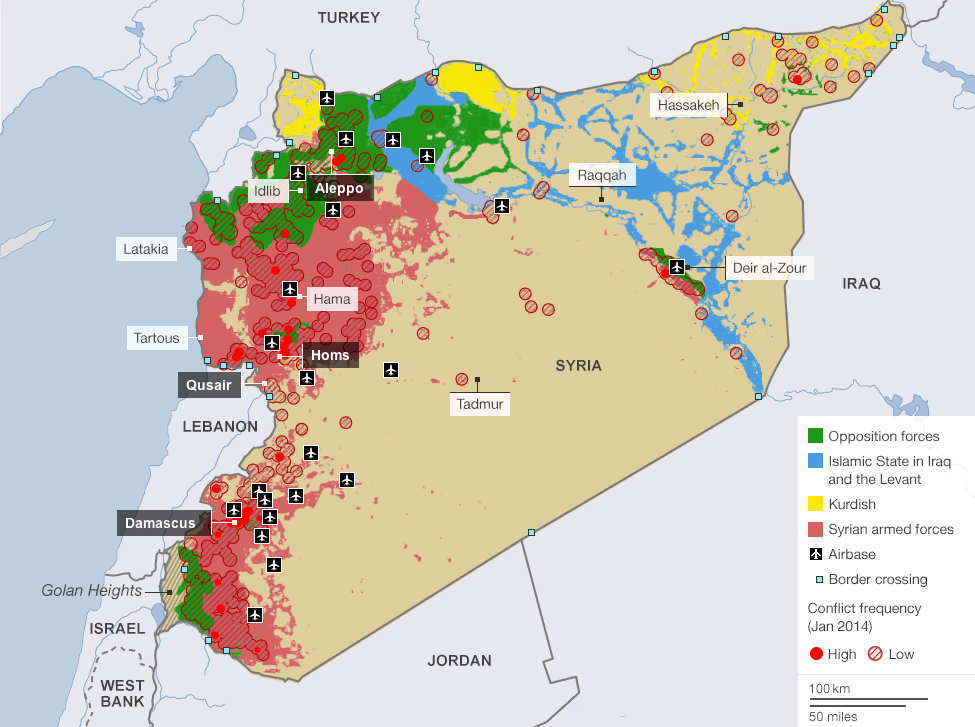 TURKEY
Hassakeh
Raqqah
Idlib
Aleppo
Latakia
Deir al-Zour
Hama
IRAQ
Tartous
Homs
SYRIA
Qusair
Tadmur
LEBANON
Damascus
Golan Heights
ISRAEL
JORDAN
WEST
BANK
Opposition forces
Islamic State in Iraq
and the Levant
Kurdish
Syrian armed forces
Airbase
Border crossing
Conflict frequency
(Jan 2014)
High
Low
100 km
50 miles